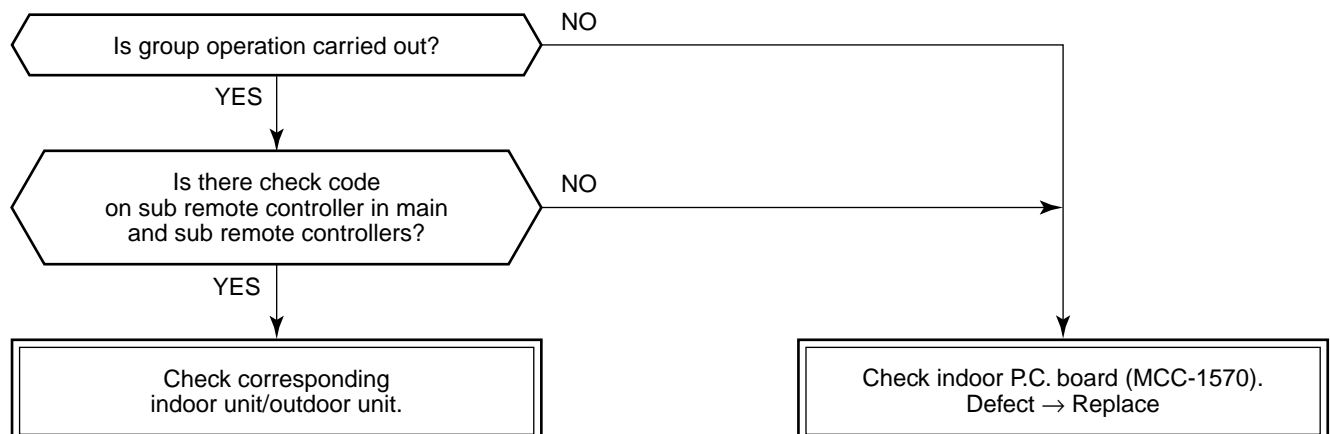 Is group operation carried out?
NO
YES
Is there check code
on sub remote controller in main
and sub remote controllers?
NO
YES
Check corresponding
indoor unit/outdoor unit.
Check indoor P.C. board (MCC-1570).
Defect → Replace